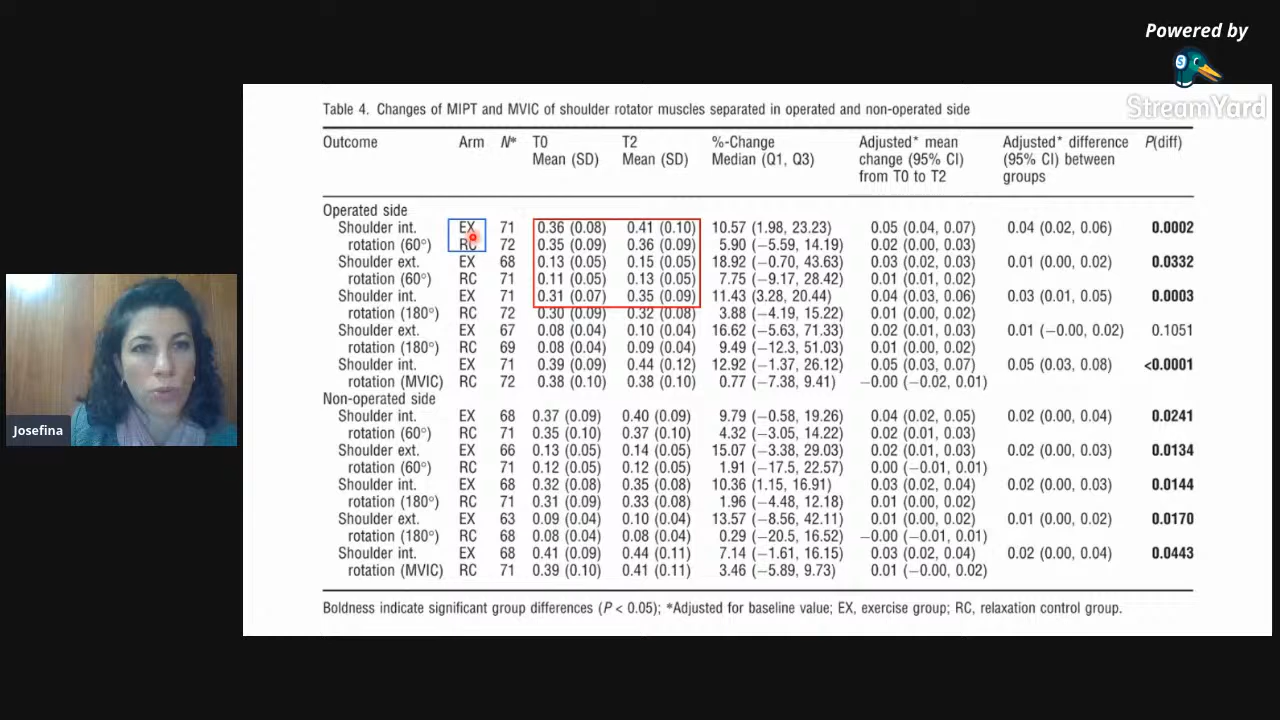 Powered by
StreamYard
Table 4. Changes of MIPT and MVIC of shoulder rotator muscles separated in operated and non-operated side
Outcome Arm N* T0 T2 %-Change Adjusted* mean Adjusted* difference P(diff)
Mean (SD) Mean (SD) Median (Q1, Q3) change (95% CI) (95% CI) between
from T0 to T2 groups
Operated side
Shoulder int. EX 71 0.36 (0.08) 0.41 (0.10) 10.57 (1.98, 23.23) 0.05 (0.04, 0.07) 0.04 (0.02, 0.06) 0.0002
rotation (60°) RC 72 0.35 (0.09) 0.36 (0.09) 5.90 (−5.59, 14.19) 0.02 (0.00, 0.03)
Shoulder ext. EX 68 0.13 (0.05) 0.15 (0.05) 18.92 (−0.70, 43.63) 0.03 (0.02, 0.03) 0.01 (0.00, 0.02) 0.0332
rotation (60°) RC 71 0.11 (0.05) 0.13 (0.05) 7.75 (−9.17, 28.42) 0.01 (0.01, 0.02)
Shoulder int. EX 71 0.31 (0.07) 0.35 (0.09) 11.43 (3.28, 20.44) 0.04 (0.03, 0.06) 0.03 (0.01, 0.05) 0.0003
rotation (180°) RC 72 0.30 (0.09) 0.32 (0.08) 3.88 (−4.19, 15.22) 0.01 (0.00, 0.02)
Shoulder ext. EX 67 0.08 (0.04) 0.10 (0.04) 16.62 (−5.63, 71.33) 0.02 (0.01, 0.03) 0.01 (−0.00, 0.02) 0.1051
rotation (180°) RC 69 0.08 (0.04) 0.09 (0.04) 9.49 (−12.3, 51.03) 0.01 (0.00, 0.02)
Shoulder int. EX 71 0.39 (0.09) 0.44 (0.12) 12.92 (−1.37, 26.12) 0.05 (0.03, 0.07) 0.05 (0.03, 0.08) <0.0001
rotation (MVIC) RC 72 0.38 (0.10) 0.38 (0.10) 0.77 (−7.38, 9.41) −0.00 (−0.02, 0.01)
Non-operated side
Shoulder int. EX 68 0.37 (0.09) 0.40 (0.09) 9.79 (−0.58, 19.26) 0.04 (0.02, 0.05) 0.02 (0.00, 0.04) 0.0241
rotation (60°) RC 71 0.35 (0.10) 0.37 (0.10) 4.32 (−3.05, 14.22) 0.02 (0.01, 0.03)
Shoulder ext. EX 66 0.13 (0.05) 0.14 (0.05) 15.07 (−3.38, 29.03) 0.02 (0.01, 0.03) 0.02 (0.00, 0.03) 0.0134
rotation (60°) RC 71 0.12 (0.05) 0.12 (0.05) 1.91 (−17.5, 22.57) 0.00 (−0.01, 0.01)
Shoulder int. EX 68 0.32 (0.08) 0.35 (0.08) 10.36 (1.15, 16.91) 0.03 (0.02, 0.04) 0.02 (0.00, 0.03) 0.0144
rotation (180°) RC 71 0.31 (0.09) 0.33 (0.08) 1.96 (−4.48, 12.18) 0.01 (0.00, 0.02)
Shoulder ext. EX 63 0.09 (0.04) 0.10 (0.04) 13.57 (−8.56, 42.11) 0.01 (0.00, 0.02) 0.01 (0.00, 0.02) 0.0170
rotation (180°) RC 68 0.08 (0.04) 0.08 (0.04) 0.29 (−20.5, 16.52) −0.00 (−0.01, 0.01)
Shoulder int. EX 68 0.41 (0.09) 0.44 (0.11) 7.14 (−1.61, 16.15) 0.03 (0.02, 0.04) 0.02 (0.00, 0.04) 0.0443
rotation (MVIC) RC 71 0.39 (0.10) 0.41 (0.11) 3.46 (−5.89, 9.73) 0.01 (−0.00, 0.02)
Boldness indicate significant group differences (P < 0.05); *Adjusted for baseline value; EX, exercise group; RC, relaxation control group.
Josefina